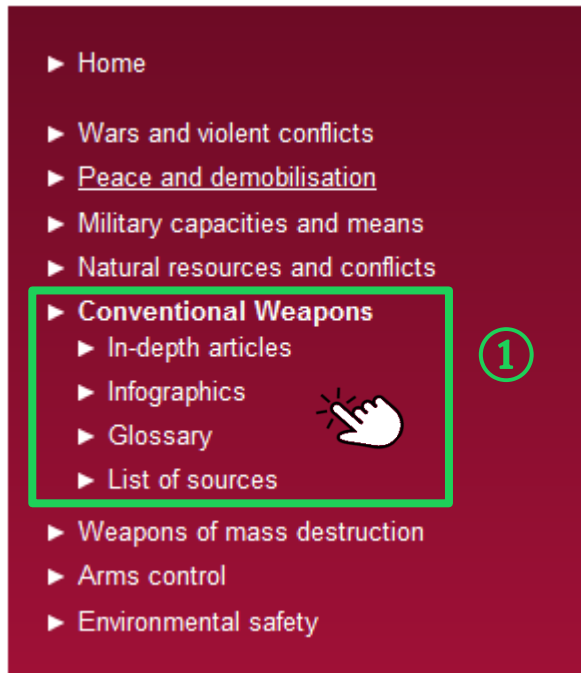 ► Home
► Wars and violent conflicts
► Peace and demobilisation
► Military capacities and means
► Natural resources and conflicts
► Conventional Weapons
► In-depth articles
① 
► Infographics
► Glossary
► List of sources
► Weapons of mass destruction
► Arms control
► Environmental safety